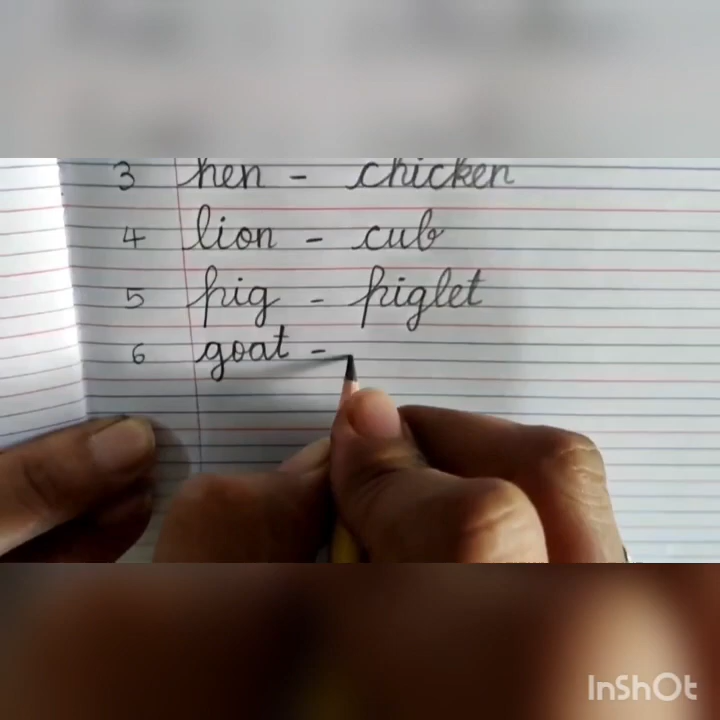 3 hen - chicken
4 lion - cub
5 pig - piglet
6 goat -
InShOt